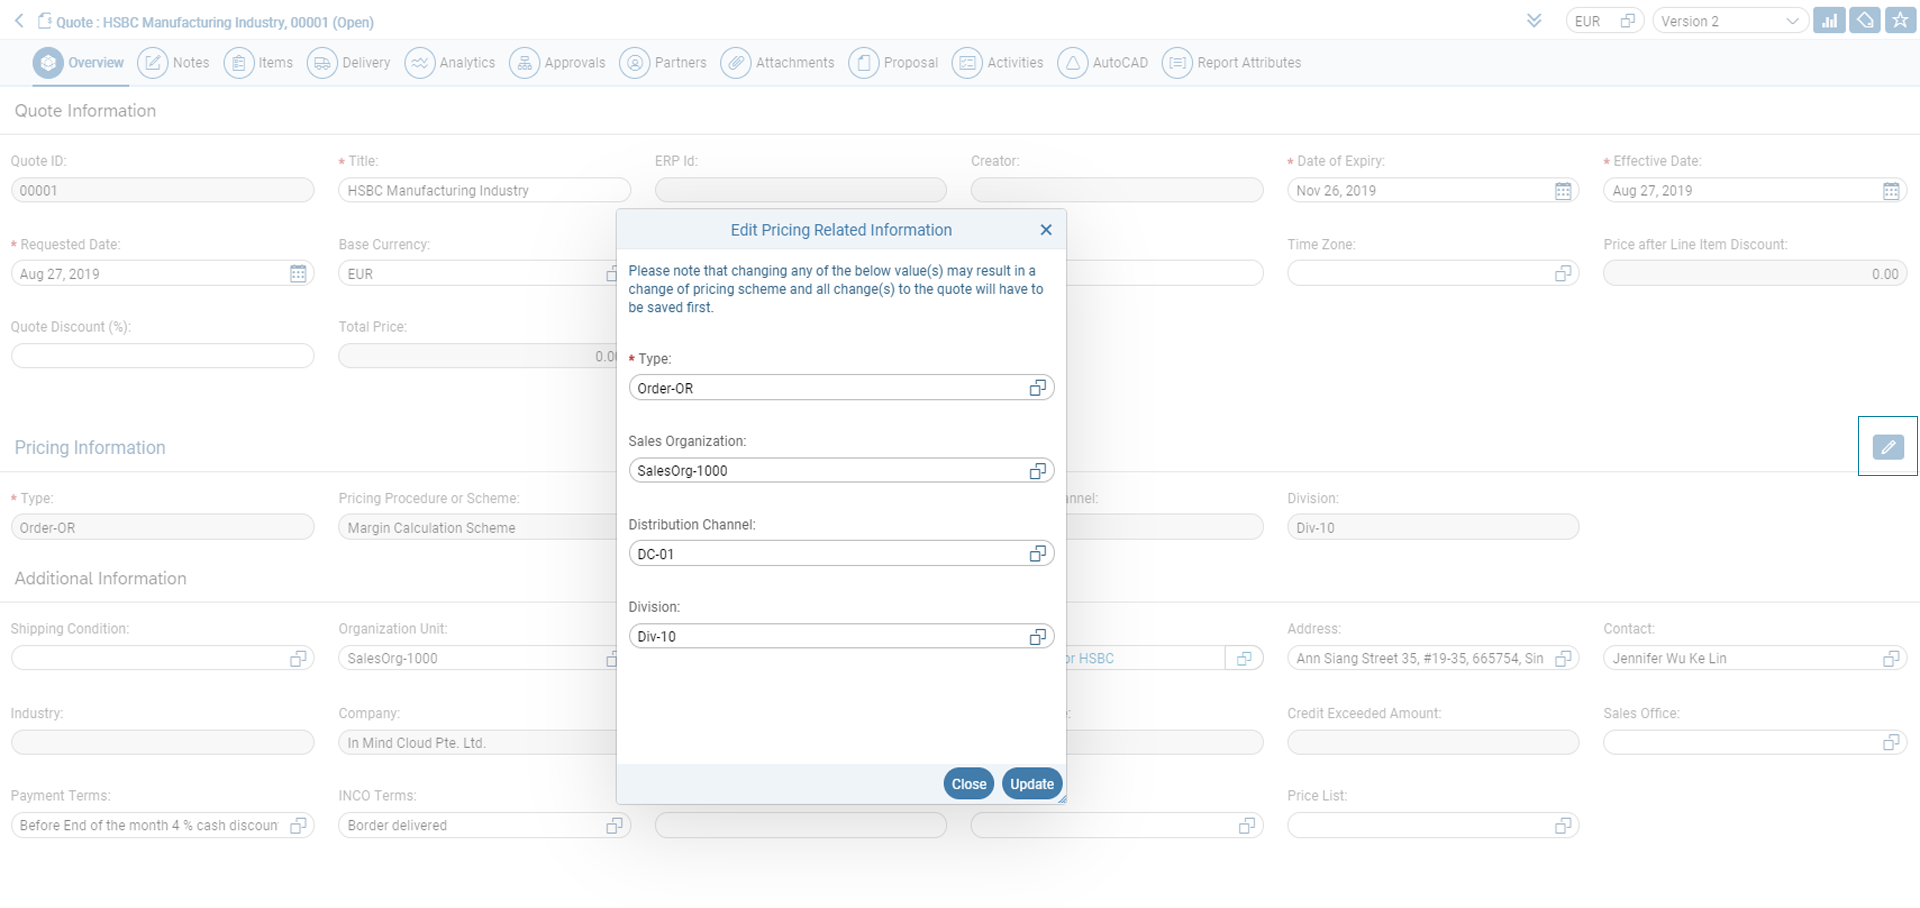 Quote : HSBC Manufacturing Industry, 00001 (Open)
EUR
Version 2
Overview
Notes
Items
Delivery
Analytics
Approvals
Partners
Attachments
Proposal
Activities
AutoCAD
Report Attributes
Quote Information
Quote ID:
* Title:
ERP Id:
Creator:
* Date of Expiry:
* Effective Date:
00001
HSBC Manufacturing Industry
Nov 26, 2019
Aug 27, 2019
* Requested Date:
Base Currency:
Time Zone:
Price after Line Item Discount:
Aug 27, 2019
EUR
0.00
Quote Discount (%):
Total Price:
Edit Pricing Related Information
Please note that changing any of the below value(s) may result in a
change of pricing scheme and all change(s) to the quote will have to
be saved first.
* Type:
Order-OR
Sales Organization:
SalesOrg-1000
Distribution Channel:
DC-01
Division:
Div-10
Close
Update
Pricing Information
* Type:
Pricing Procedure or Scheme:
Division:
Order-OR
Margin Calculation Scheme
Div-10
Additional Information
Shipping Condition:
Organization Unit:
Address:
Contact:
SalesOrg-1000
HSBC
Ann Siang Street 35, #19-35, 665754, Sin
Jennifer Wu Ke Lin
Industry:
Company:
Credit Exceeded Amount:
Sales Office:
In Mind Cloud Pte. Ltd.
Payment Terms:
INCO Terms:
Price List:
Before End of the month 4 % cash discoun
Border delivered